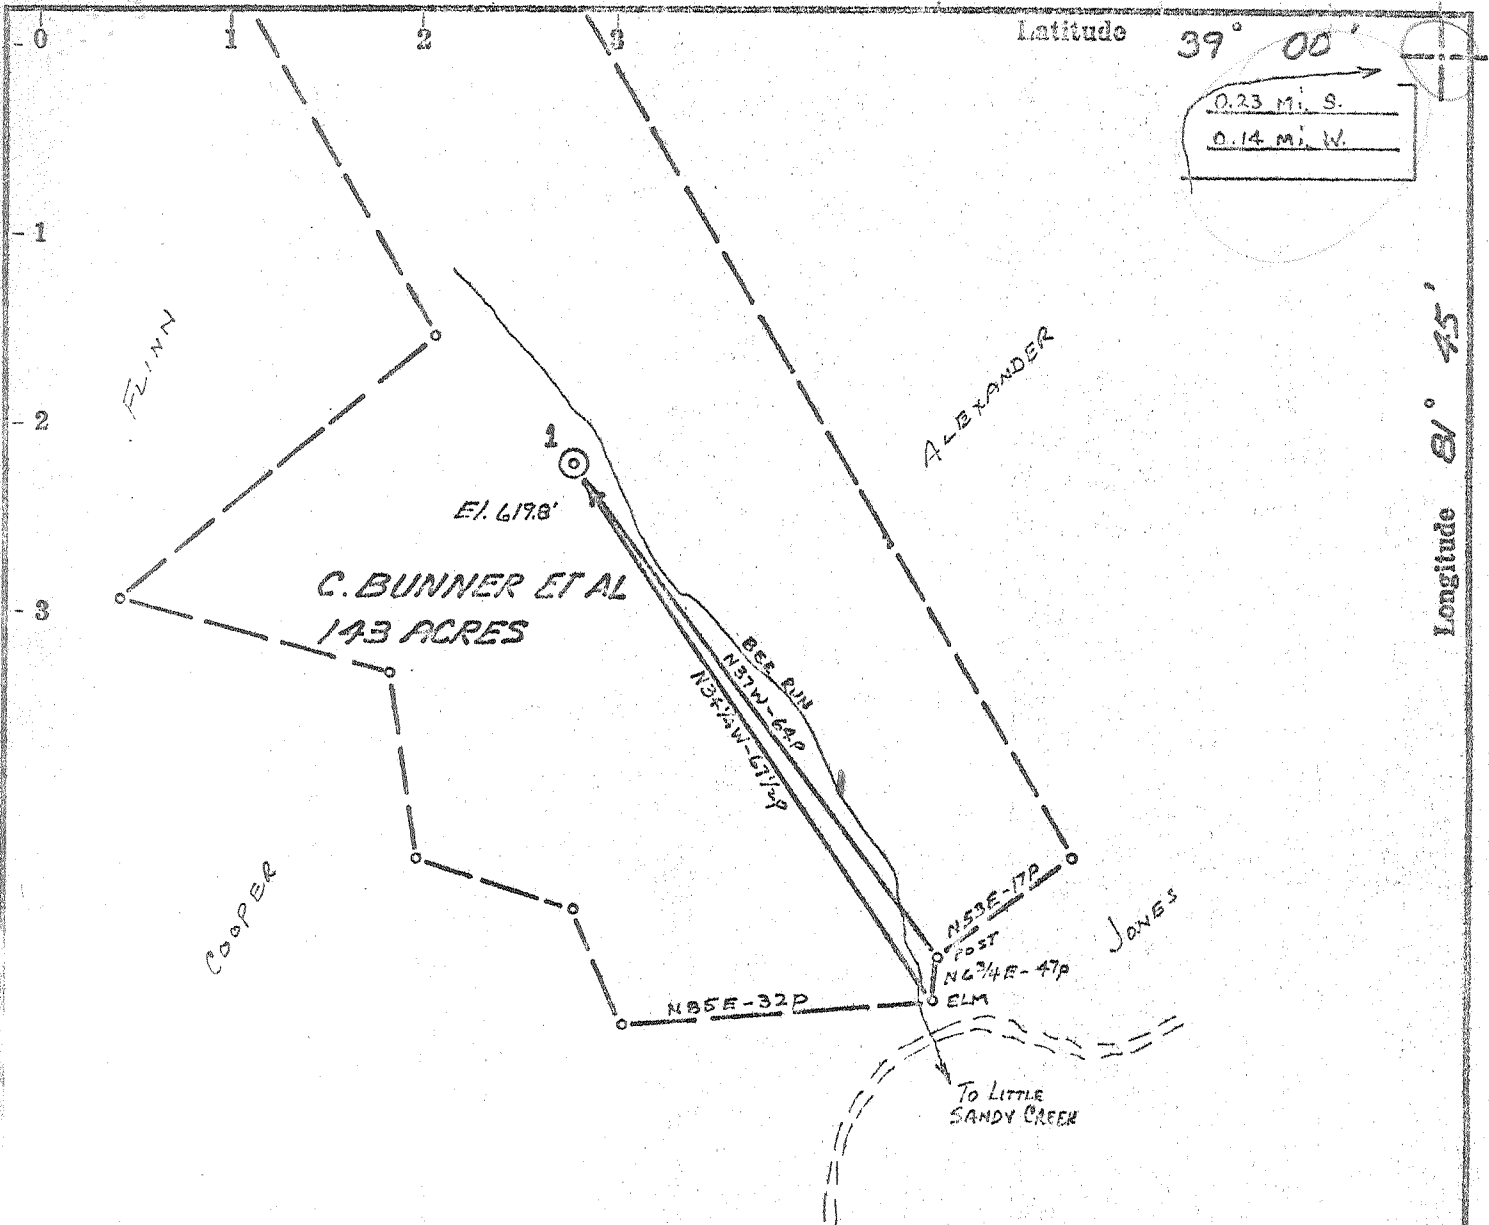 0 1 2 3 Latitude 39° 00'
0.23 Mi. S.
0.14 Mi. W.
- 1
- 2
- 3
Longitude 81° 45'
FLINN
ALEXANDER
1
El. 619.8'
C. BUNNER ET AL
143 ACRES
BEE RUN
N37W-64P
N34¼W-67½P
COOPER
N53E-17P
POST
JONES
N6¾E-47P
ELM
N85E-32P
TO LITTLE
SANDY CREEK